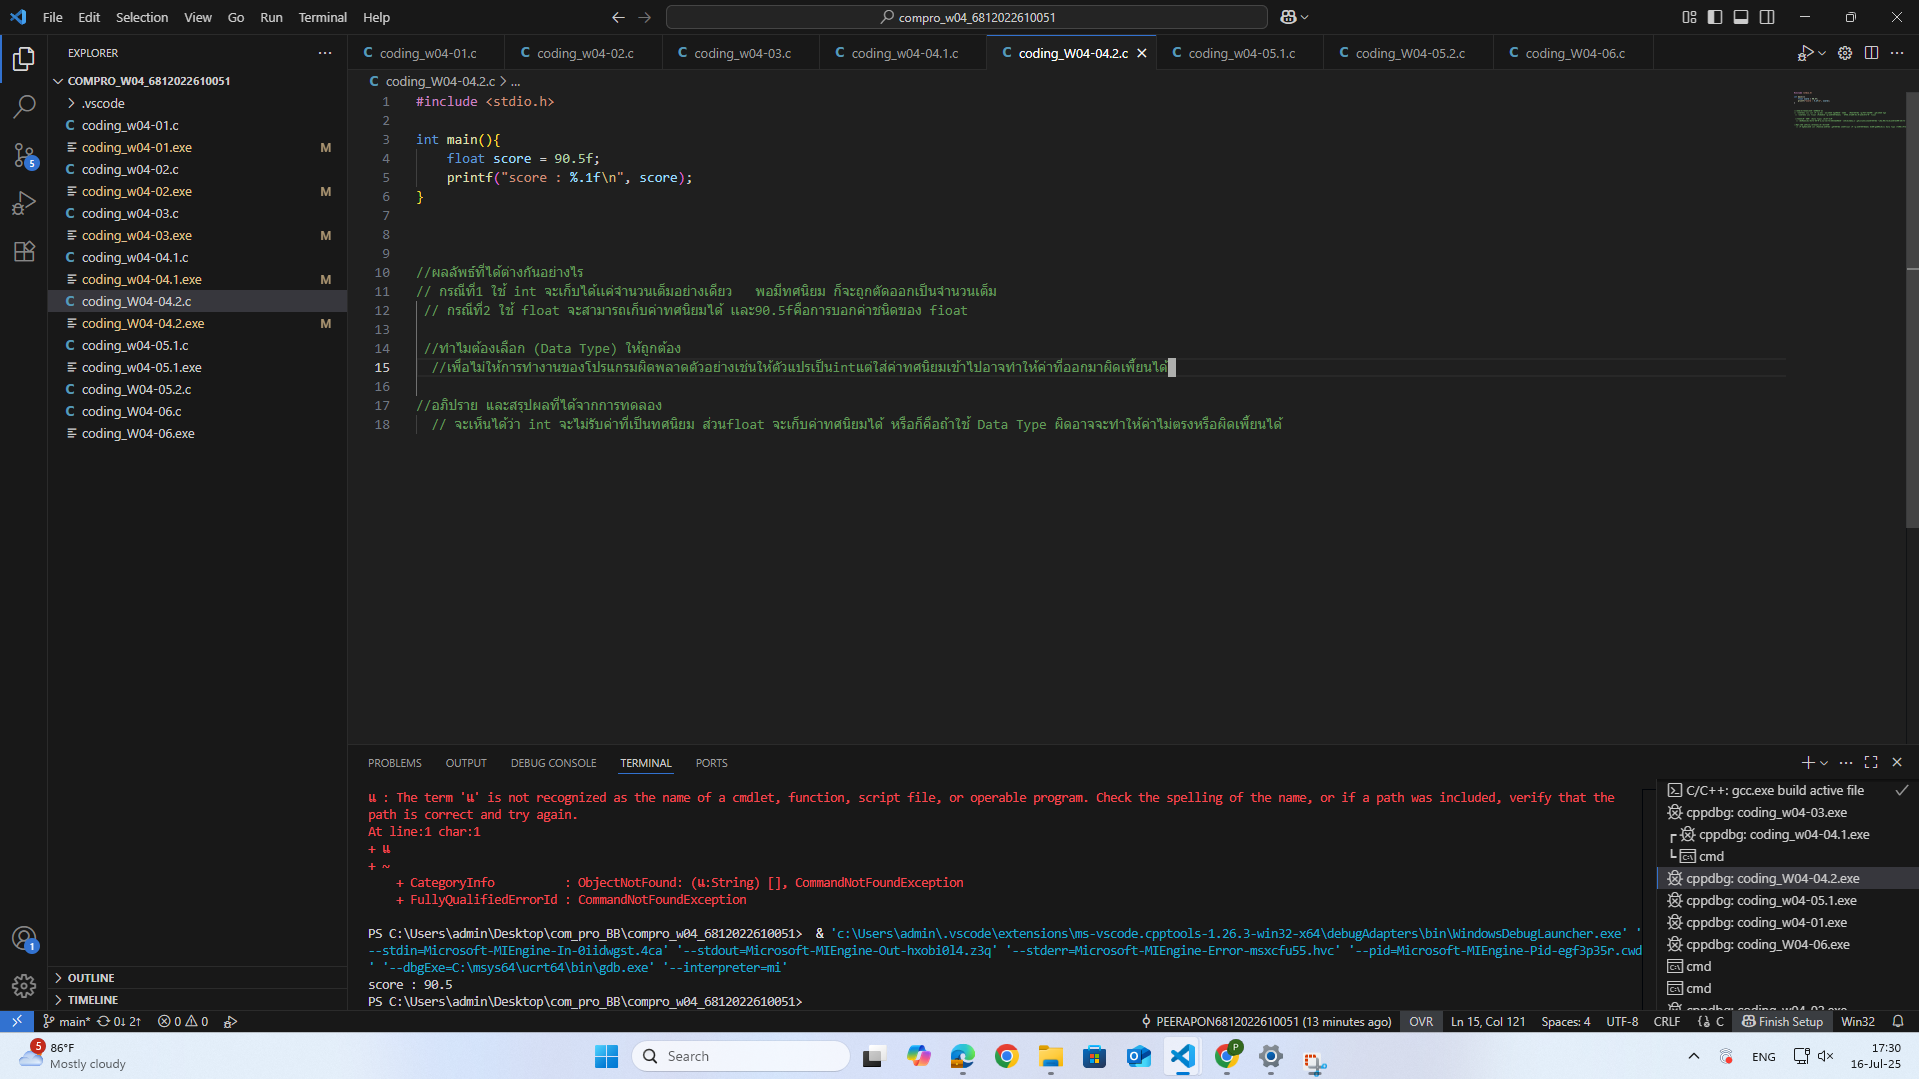 File Edit Selection View Go Run Terminal Help
compro_w04_6812022610051
EXPLORER
COMPRO_W04_6812022610051
.vscode
coding_w04-01.c
coding_w04-01.exe M
coding_w04-02.c
coding_w04-02.exe M
coding_w04-03.c
coding_w04-03.exe M
coding_w04-04.1.c
coding_w04-04.1.exe M
coding_W04-04.2.c
coding_W04-04.2.exe M
coding_w04-05.1.c
coding_w04-05.1.exe
coding_W04-05.2.c
coding_W04-06.c
coding_W04-06.exe
OUTLINE
TIMELINE
5
1
coding_w04-01.c coding_w04-02.c coding_w04-03.c coding_w04-04.1.c coding_W04-04.2.c coding_w04-05.1.c coding_W04-05.2.c coding_W04-06.c
coding_W04-04.2.c > ...
1 #include <stdio.h>
2
3 int main(){
4 float score = 90.5f;
5 printf("score : %.1f\n", score);
6 }
7
8
9
10 //ผลลัพธ์ที่ได้ต่างกันอย่างไร
11 // กรณีที่1 ใช้ int จะเก็บได้แค่จำนวนเต็มอย่างเดียว พอมีทศนิยม ก็จะถูกตัดออกเป็นจำนวนเต็ม
12 // กรณีที่2 ใช้ float จะสามารถเก็บค่าทศนิยมได้ และ90.5fคือการบอกค่าชนิดของ fioat
13
14 //ทำไมต้องเลือก (Data Type) ให้ถูกต้อง
15 //เพื่อไม่ให้การทำงานของโปรแกรมผิดพลาดตัวอย่างเช่นให้ตัวแปรเป็นintแต่ใส่ค่าทศนิยมเข้าไปอาจทำให้ค่าที่ออกมาผิดเพี้ยนได้
16
17 //อภิปราย และสรุปผลที่ได้จากการทดลอง
18 // จะเห็นได้ว่า int จะไม่รับค่าที่เป็นทศนิยม ส่วนfloat จะเก็บค่าทศนิยมได้ หรือก็คือถ้าใช้ Data Type ผิดอาจจะทำให้ค่าไม่ตรงหรือผิดเพี้ยนได้
PROBLEMS OUTPUT DEBUG CONSOLE TERMINAL PORTS
แ : The term 'แ' is not recognized as the name of a cmdlet, function, script file, or operable program. Check the spelling of the name, or if a path was included, verify that the
path is correct and try again.
At line:1 char:1
+ แ
+ ~
+ CategoryInfo : ObjectNotFound: (แ:String) [], CommandNotFoundException
+ FullyQualifiedErrorId : CommandNotFoundException
PS C:\Users\admin\Desktop\com_pro_BB\compro_w04_6812022610051> & 'c:\Users\admin\.vscode\extensions\ms-vscode.cpptools-1.26.3-win32-x64\debugAdapters\bin\WindowsDebugLauncher.exe' '
--stdin=Microsoft-MIEngine-In-0iidwgst.4ca' '--stdout=Microsoft-MIEngine-Out-hxobi0l4.z3q' '--stderr=Microsoft-MIEngine-Error-msxcfu55.hvc' '--pid=Microsoft-MIEngine-Pid-egf3p35r.cwd
' '--dbgExe=C:\msys64\ucrt64\bin\gdb.exe' '--interpreter=mi'
score : 90.5
PS C:\Users\admin\Desktop\com_pro_BB\compro_w04_6812022610051>
C/C++: gcc.exe build active file
cppdbg: coding_w04-03.exe
cppdbg: coding_w04-04.1.exe
cmd
cppdbg: coding_W04-04.2.exe
cppdbg: coding_w04-05.1.exe
cppdbg: coding_w04-01.exe
cppdbg: coding_W04-06.exe
cmd
cmd
main* 0↓ 2↑ 0 0 PEERAPON6812022610051 (13 minutes ago) OVR Ln 15, Col 121 Spaces: 4 UTF-8 CRLF {} C Finish Setup Win32
5 86°F
Mostly cloudy
Search
P
ENG
17:30
16-Jul-25